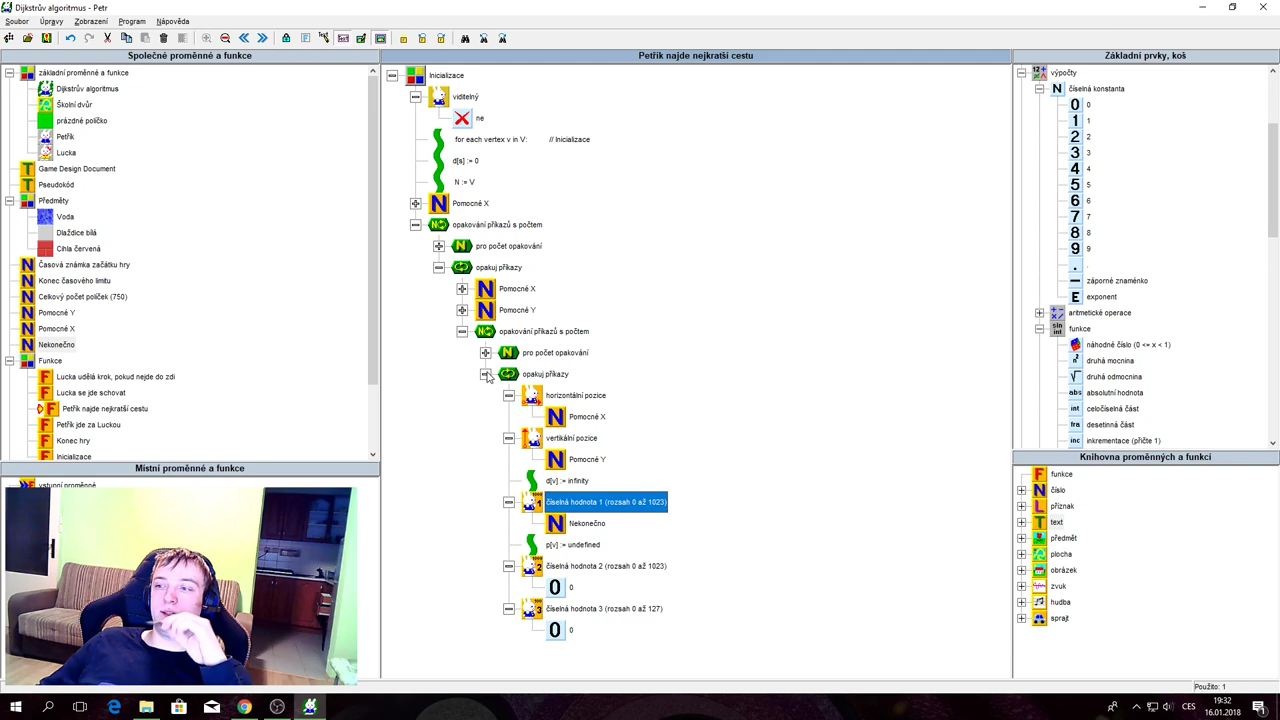 Dijkstrův algoritmus - Petr
Soubor Úpravy Zobrazení Program Nápověda
Společné proměnné a funkce
základní proměnné a funkce
Dijkstrův algoritmus
Školní dvůr
prázdné políčko
Petřík
Lucka
Game Design Document
Pseudokód
Předměty
Voda
Dlaždice bílá
Cihla červená
Časová známka začátku hry
Konec časového limitu
Celkový počet políček (750)
Pomocné Y
Pomocné X
Nekonečno
Funkce
Lucka udělá krok, pokud nejde do zdi
Lucka se jde schovat
Petřík najde nejkratší cestu
Petřík jde za Luckou
Konec hry
Inicializace
Místní proměnné a funkce
vstupní proměnné
Petřík najde nejkratší cestu
Inicializace
viditelný
ne
for each vertex v in V: // Inicializace
d[s] := 0
N := V
Pomocné X
opakování příkazů s počtem
pro počet opakování
opakuj příkazy
Pomocné X
Pomocné Y
opakování příkazů s počtem
pro počet opakování
opakuj příkazy
horizontální pozice
Pomocné X
vertikální pozice
Pomocné Y
d[v] := infinity
číselná hodnota 1 (rozsah 0 až 1023)
Nekonečno
p[v] := undefined
číselná hodnota 2 (rozsah 0 až 1023)
0 0
číselná hodnota 3 (rozsah 0 až 127)
0 0
Základní prvky, koš
výpočty
číselná konstanta
0 0
1 1
2 2
3 3
4 4
5 5
6 6
7 7
8 8
9 9
. .
záporné znaménko
E exponent
aritmetické operace
funkce
náhodné číslo (0 <= x < 1)
druhá mocnina
druhá odmocnina
absolutní hodnota
celočíselná část
desetinná část
inkrementace (přičte 1)
Knihovna proměnných a funkcí
funkce
číslo
příznak
text
předmět
plocha
obrázek
zvuk
hudba
sprajt
Použito: 1
CES
19:32
16.01.2018